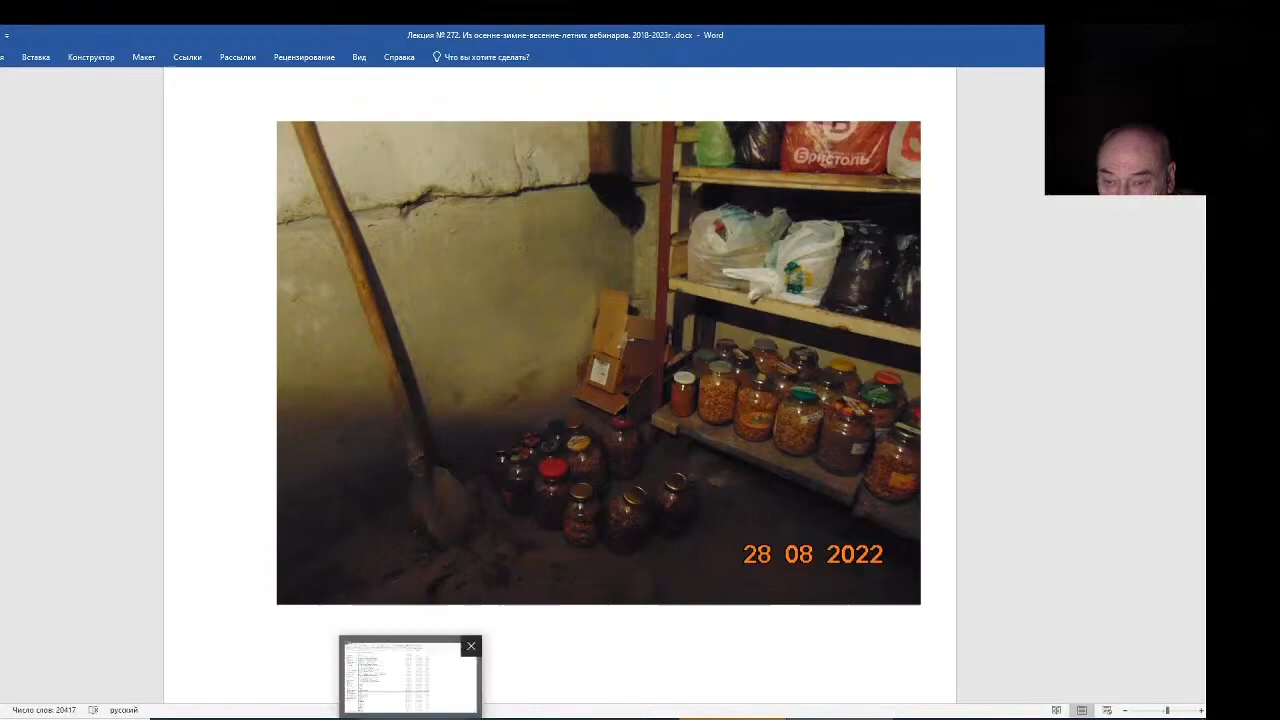 Лекция № 272. Из осенне-зимне-весенне-летних вебинаров. 2018-2023г..docx - Word
Вставка Конструктор Макет Ссылки Рассылки Рецензирование Вид Справка Что вы хотите сделать?
Бристоль
28 08 2022
Число слов: 20417 русский